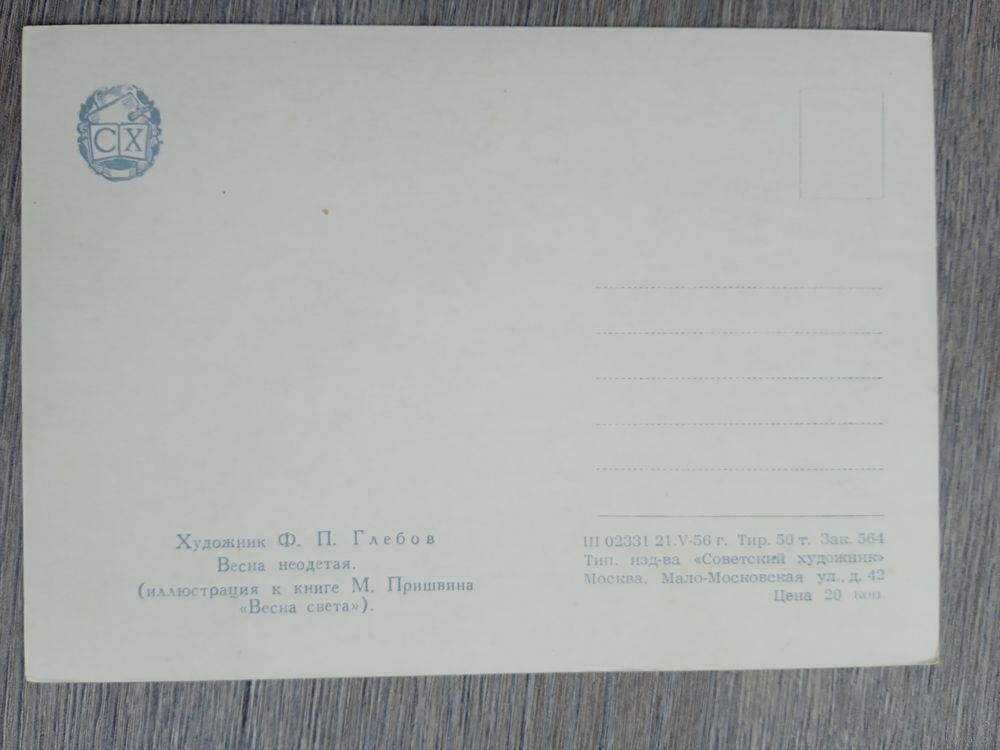 СХ
Художник Ф. П. Глебов
Весна неодетая.
(иллюстрация к книге М. Пришвина
«Весна света»).
Ш 02331 21.V-56 г. Тир. 50 т. Зак. 564
Тип. изд-ва «Советский художник»
Москва. Мало-Московская ул., д. 42
Цена 20 коп.